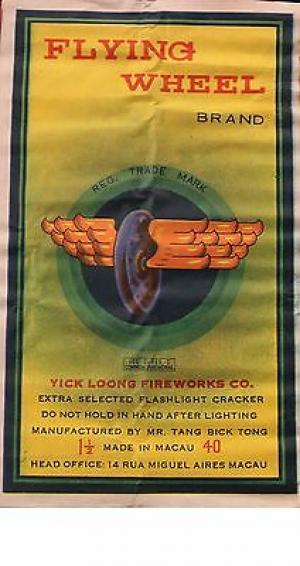 FLYING
WHEEL
BRAND
REG. TRADE MARK
YICK LOONG FIREWORKS CO.
EXTRA SELECTED FLASHLIGHT CRACKER
DO NOT HOLD IN HAND AFTER LIGHTING
MANUFACTURED BY MR. TANG BICK TONG
1½ MADE IN MACAU 40
HEAD OFFICE: 14 RUA MIGUEL AIRES MACAU